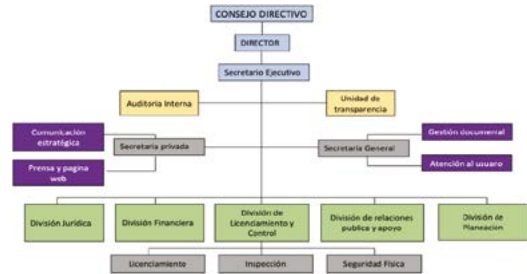 CONSEJO DIRECTIVO
DIRECTOR
Secretario Ejecutivo
Auditoria Interna
Unidad de
transparencia
Comunicación
estratégica
Secretaria privada
Prensa y pagina
web
Gestión documental
Secretaria General
Atención al usuario
División Jurídica
División Financiera
División de
Licenciamiento y
Control
División de relaciones
publica y apoyo
División de
Planeación
Licenciamiento
Inspección
Seguridad Física